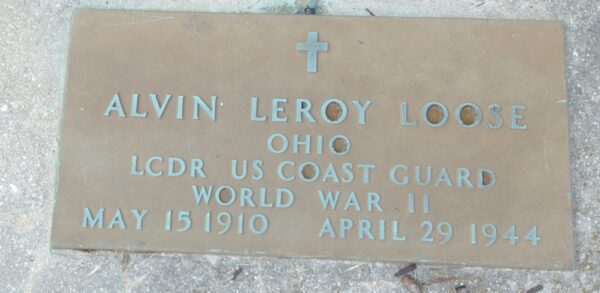 ALVIN LEROY LOOSE
OHIO
LCDR US COAST GUARD
WORLD WAR II
MAY 15 1910 APRIL 29 1944